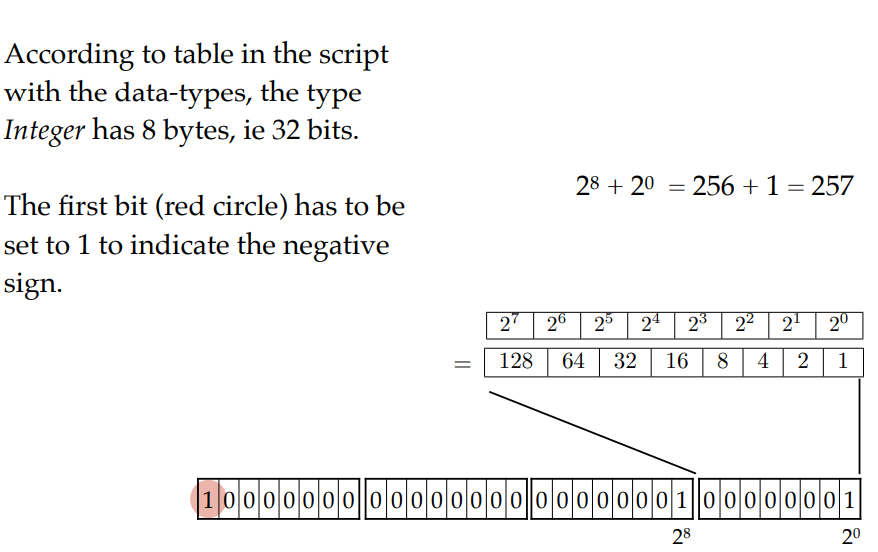 According to table in the script
with the data-types, the type
Integer has 8 bytes, ie 32 bits.
2⁸ + 2⁰ = 256 + 1 = 257
The first bit (red circle) has to be
set to 1 to indicate the negative
sign.
2⁷ 2⁶ 2⁵ 2⁴ 2³ 2² 2¹ 2⁰
= 128 64 32 16 8 4 2 1
1 0 0 0 0 0 0 0 0 0 0 0 0 0 0 0 0 0 0 0 0 0 0 1 0 0 0 0 0 0 0 1
2⁸ 2⁰